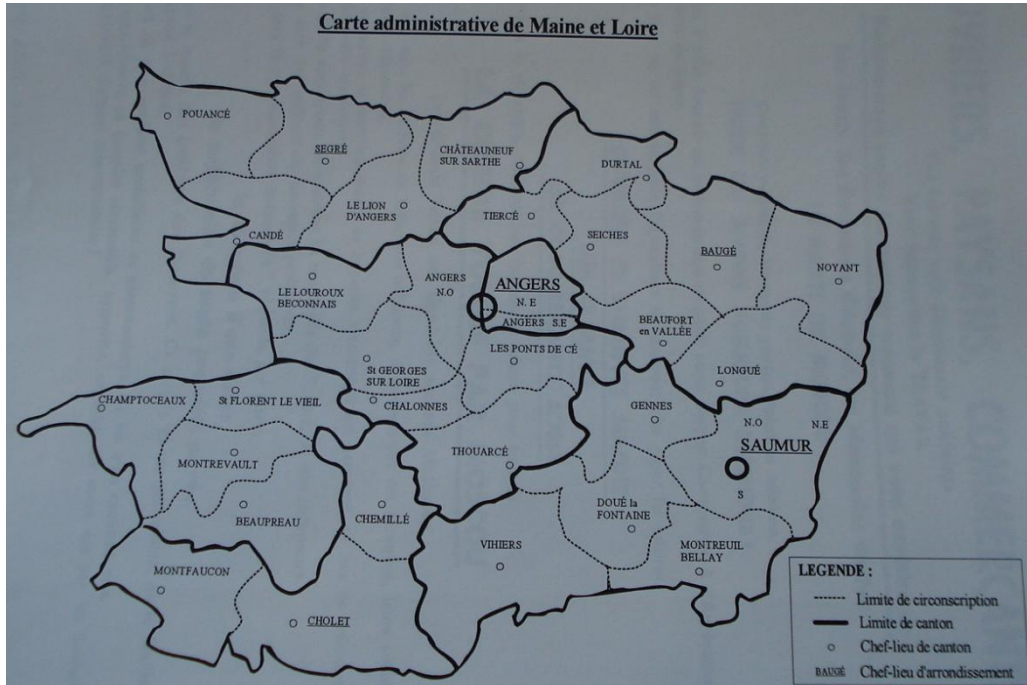 Carte administrative de Maine et Loire
POUANCÉ
SEGRÉ
CHÂTEAUNEUF
SUR SARTHE
DURTAL
LE LION
D'ANGERS
TIERCÉ
CANDÉ
SEICHES
BAUGÉ
NOYANT
LE LOUROUX
BECONNAIS
ANGERS
N.O
ANGERS
N. E
ANGERS S.E
BEAUFORT
en VALLÉE
LES PONTS DE CÉ
St GEORGES
SUR LOIRE
LONGUÉ
CHAMPTOCEAUX
St FLORENT LE VIEIL
CHALONNES
GENNES
N.O
N.E
SAUMUR
S
MONTREVAULT
THOUARCÉ
BEAUPREAU
CHEMILLÉ
DOUÉ la
FONTAINE
VIHIERS
MONTREUIL
BELLAY
MONTFAUCON
CHOLET
LEGENDE :
Limite de circonscription
Limite de canton
Chef-lieu de canton
BAUGÉ Chef-lieu d'arrondissement